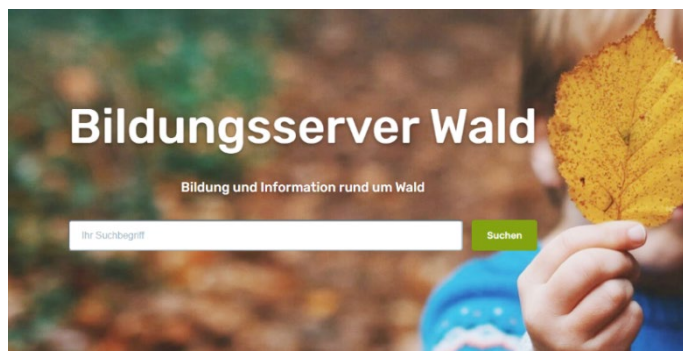 Bildungsserver Wald
Bildung und Information rund um Wald
Ihr Suchbegriff
Suchen